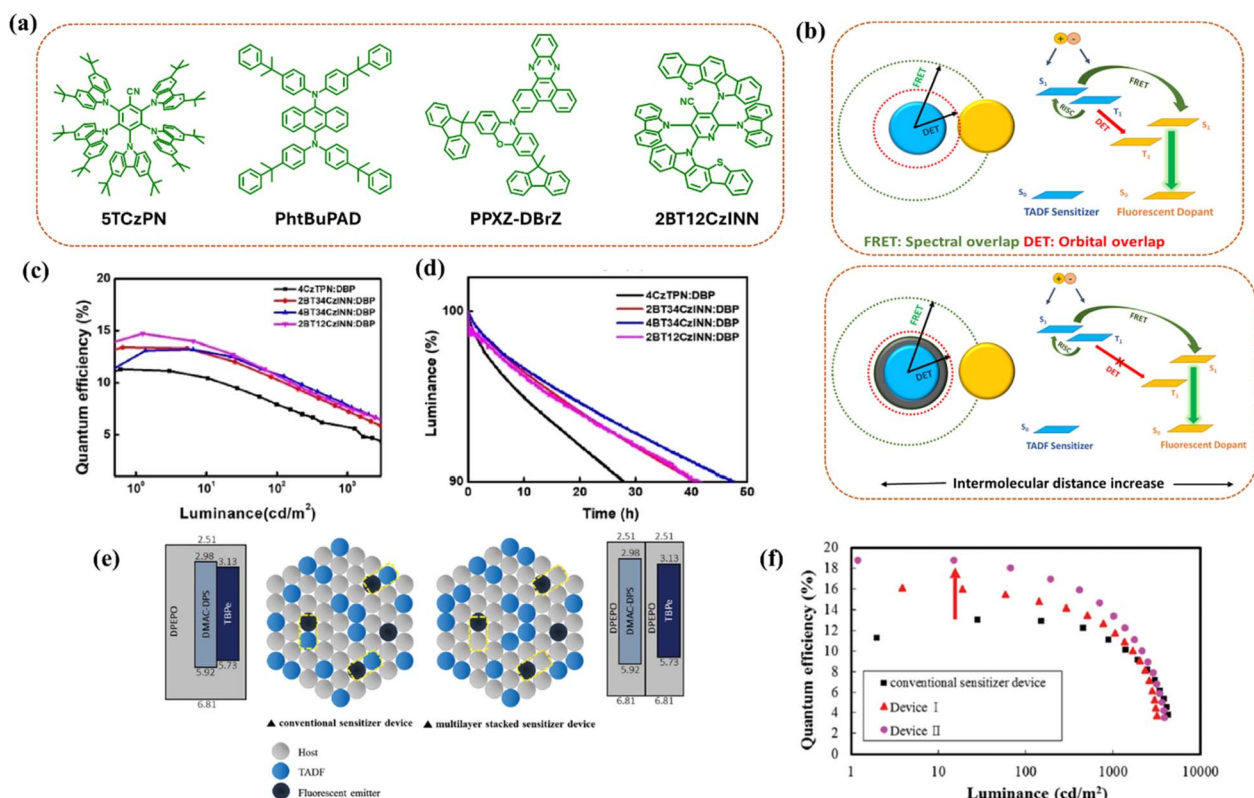 (a)
CN
5TCzPN
PhtBuPAD
PPXZ-DBrZ
2BT12CzINN
(b)
FRET
DET
S1
T1
RISC
FRET
DET
S1
T1
S0
S0
TADF Sensitizer
Fluorescent Dopant
FRET: Spectral overlap DET: Orbital overlap
FRET
DET
S1
T1
RISC
FRET
DET
S1
T1
S0
S0
TADF Sensitizer
Fluorescent Dopant
Intermolecular distance increase
(c)
Quantum efficiency (%)
20
15
10
5
4CzTPN:DBP
2BT34CzINN:DBP
4BT34CzINN:DBP
2BT12CzINN:DBP
10⁰ 10¹ 10² 10³
Luminance(cd/m²)
(d)
Luminance (%)
100
90
4CzTPN:DBP
2BT34CzINN:DBP
4BT34CzINN:DBP
2BT12CzINN:DBP
0 10 20 30 40 50
Time (h)
(e)
2.51
2.98
3.13
DPEPO
DMAC-DPS
TBPe
5.73
5.92
6.81
2.51 2.51
2.98
3.13
DPEPO
DMAC-DPS
DPEPO
TBPe
5.73
5.92
6.81 6.81
▲ conventional sensitizer device
▲ multilayer stacked sensitizer device
Host
TADF
Fluorescent emitter
(f)
Quantum efficiency (%)
20
18
16
14
12
10
8
6
4
2
0
conventional sensitizer device
Device I
Device II
1 10 100 1000 10000
Luminance (cd/m²)